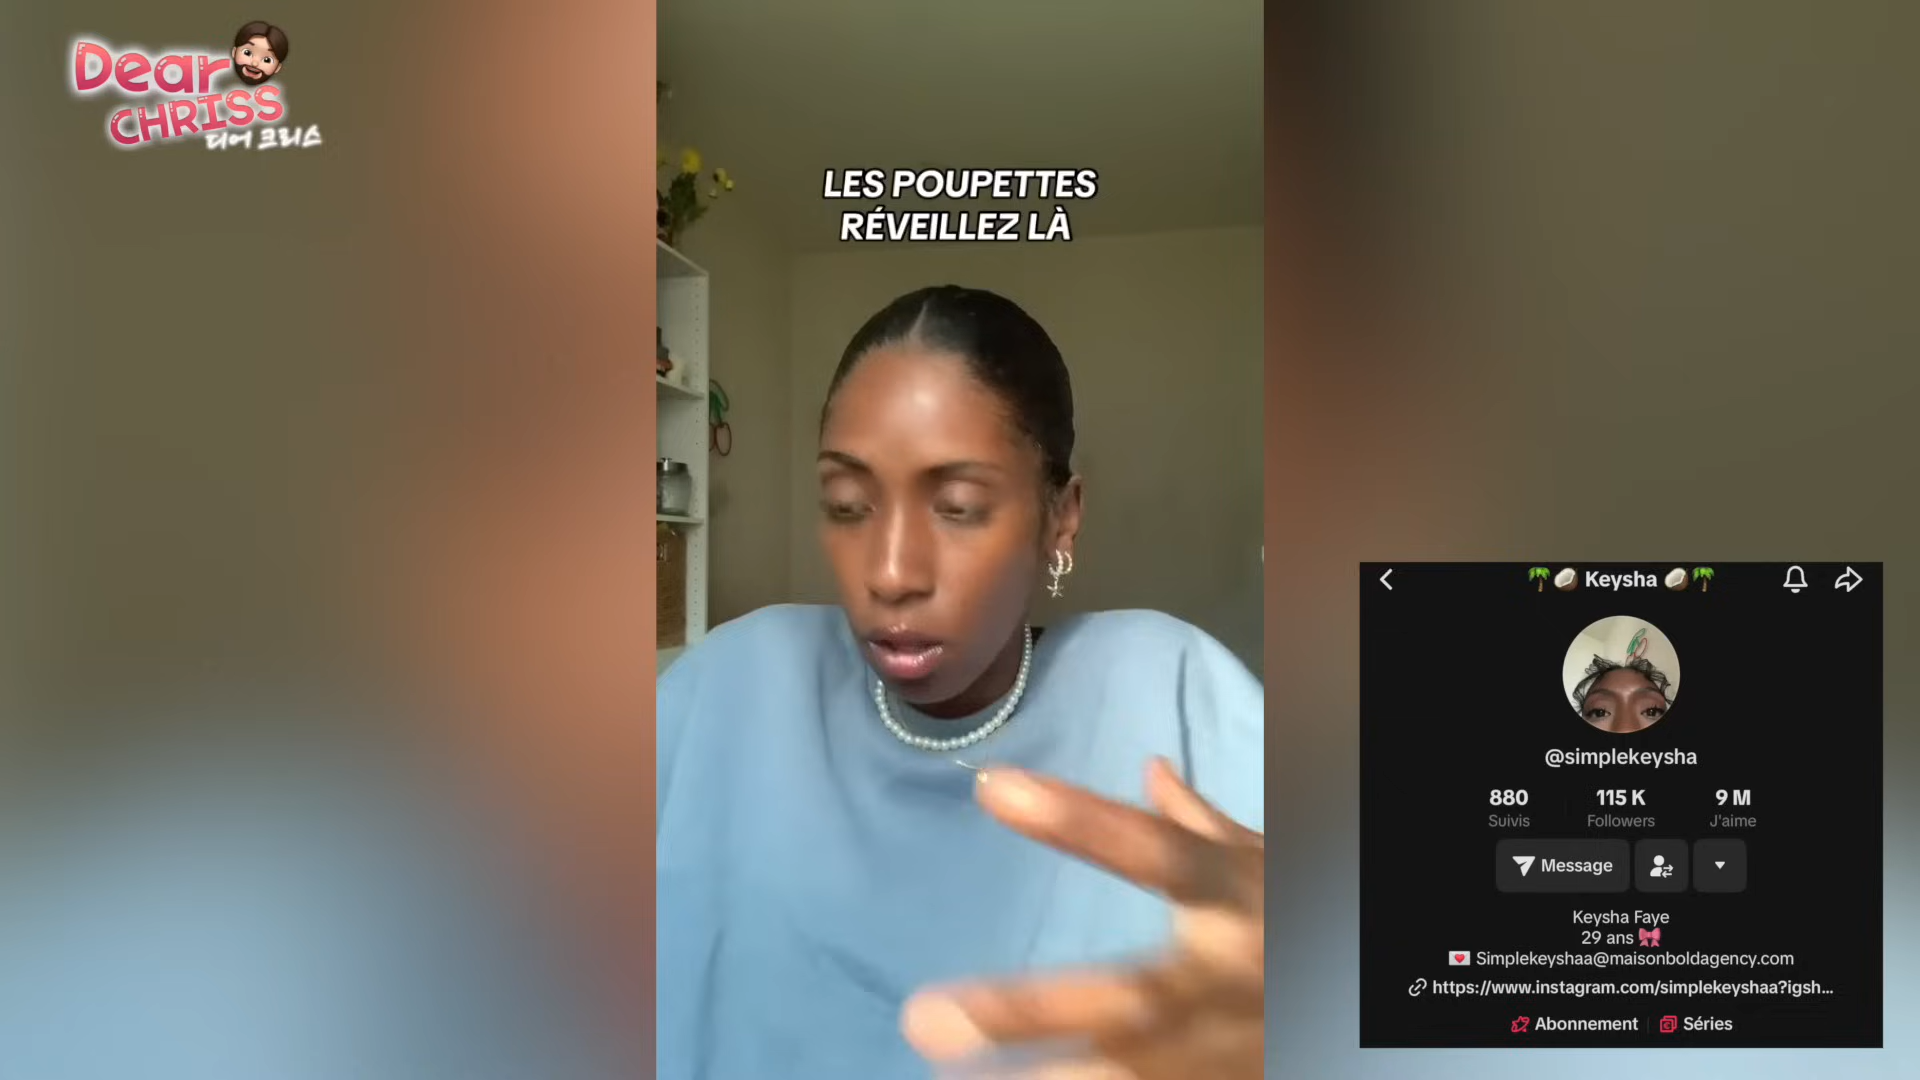 Dear
CHRISS
디어 크리스
LES POUPETTES
RÉVEILLEZ LÀ
🌴🥥 Keysha 🥥🌴
@simplekeysha
880
115 K
9 M
Suivis
Followers
J'aime
Message
Keysha Faye
29 ans 🎀
💌 Simplekeyshaa@maisonboldagency.com
https://www.instagram.com/simplekeyshaa?igsh...
Abonnement
Séries